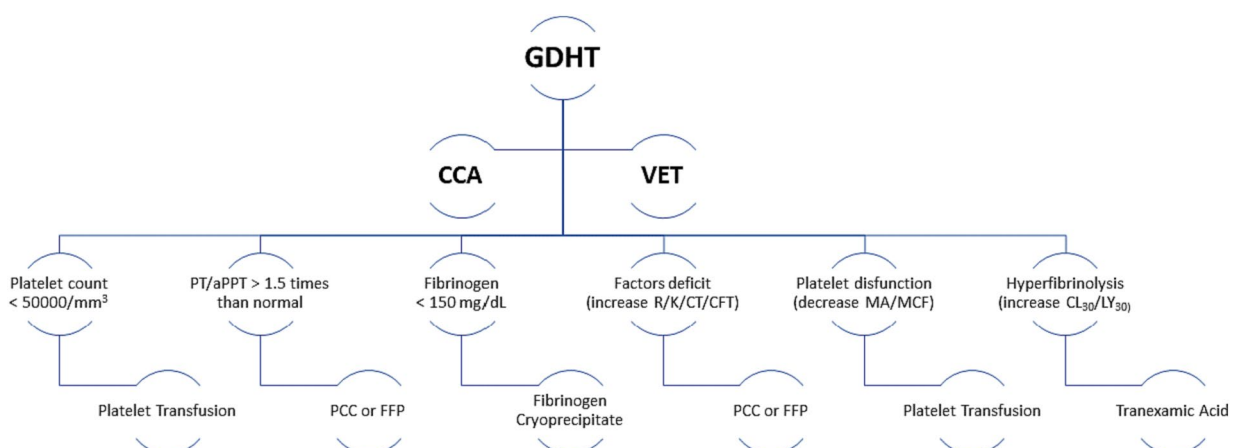 GDHT
CCA
VET
Platelet count
< 50000/mm³
PT/aPPT > 1.5 times
than normal
Fibrinogen
< 150 mg/dL
Factors deficit
(increase R/K/CT/CFT)
Platelet disfunction
(decrease MA/MCF)
Hyperfibrinolysis
(increase CL₃₀/LY₃₀)
Platelet Transfusion
PCC or FFP
Fibrinogen
Cryoprecipitate
PCC or FFP
Platelet Transfusion
Tranexamic Acid